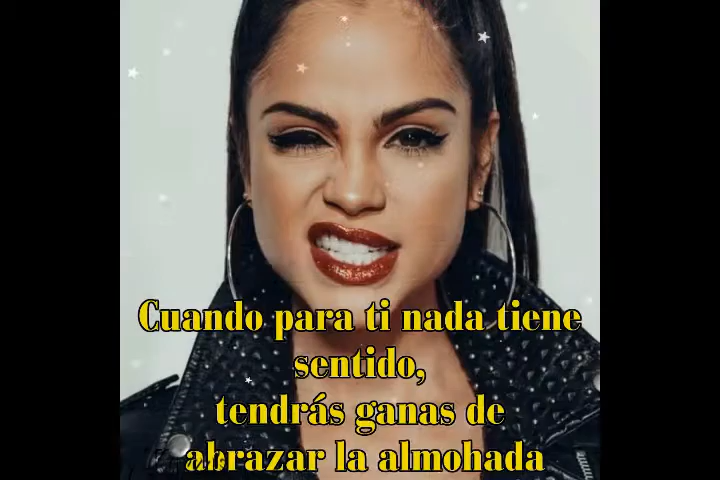 Cuando para ti nada tiene
sentido,
tendrás ganas de
abrazar la almohada